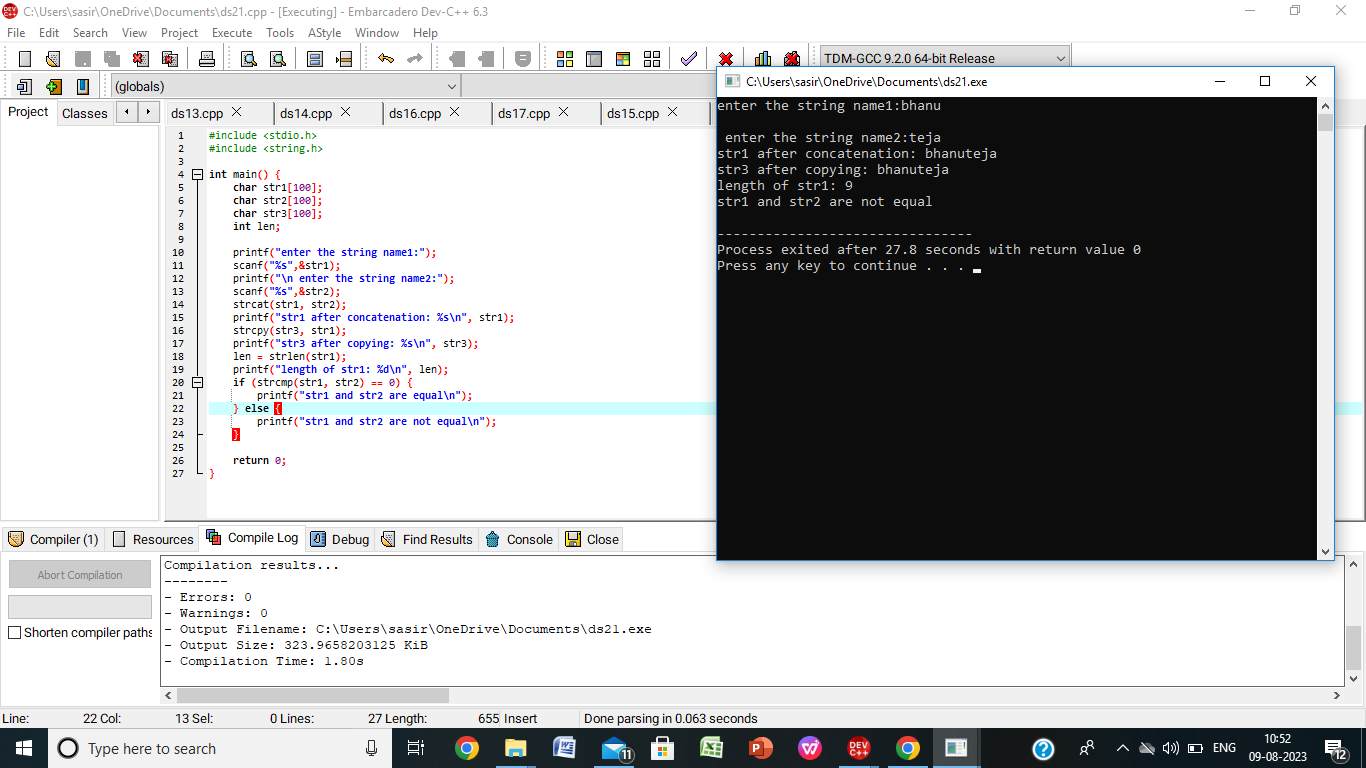 C:\Users\sasir\OneDrive\Documents\ds21.cpp - [Executing] - Embarcadero Dev-C++ 6.3
File Edit Search View Project Execute Tools AStyle Window Help
TDM-GCC 9.2.0 64-bit Release
(globals)
Project Classes
ds13.cpp ds14.cpp ds16.cpp ds17.cpp ds15.cpp
1 #include <stdio.h>
2 #include <string.h>
3
4 int main() {
5 char str1[100];
6 char str2[100];
7 char str3[100];
8 int len;
9
10 printf("enter the string name1:");
11 scanf("%s",&str1);
12 printf("\n enter the string name2:");
13 scanf("%s",&str2);
14 strcat(str1, str2);
15 printf("str1 after concatenation: %s\n", str1);
16 strcpy(str3, str1);
17 printf("str3 after copying: %s\n", str3);
18 len = strlen(str1);
19 printf("length of str1: %d\n", len);
20 if (strcmp(str1, str2) == 0) {
21 printf("str1 and str2 are equal\n");
22 } else {
23 printf("str1 and str2 are not equal\n");
24 }
25
26 return 0;
27 }
C:\Users\sasir\OneDrive\Documents\ds21.exe
enter the string name1:bhanu
enter the string name2:teja
str1 after concatenation: bhanuteja
str3 after copying: bhanuteja
length of str1: 9
str1 and str2 are not equal
--------------------------------
Process exited after 27.8 seconds with return value 0
Press any key to continue . . .
Compiler (1) Resources Compile Log Debug Find Results Console Close
Abort Compilation
Shorten compiler paths
Compilation results...
--------
- Errors: 0
- Warnings: 0
- Output Filename: C:\Users\sasir\OneDrive\Documents\ds21.exe
- Output Size: 323.9658203125 KiB
- Compilation Time: 1.80s
Line: 22 Col: 13 Sel: 0 Lines: 27 Length: 655 Insert Done parsing in 0.063 seconds
Type here to search
11
DEV C++
ENG
10:52
09-08-2023
12